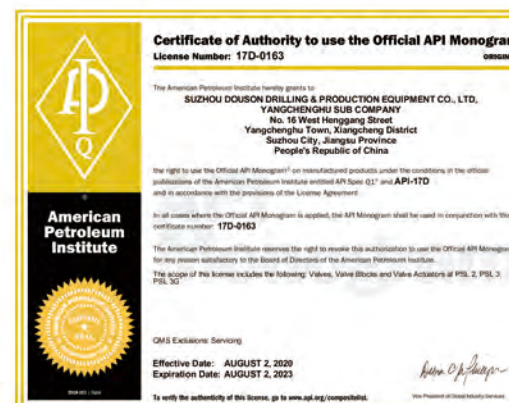 Certificate of Authority to use the Official API Monogram
License Number: 17D-0163
ORIGIN
The American Petroleum Institute hereby grants to
SUZHOU DOUSON DRILLING & PRODUCTION EQUIPMENT CO., LTD,
YANGCHENGHU SUB COMPANY
No. 16 West Henggang Street
Yangchenghu Town, Xiangcheng District
Suzhou City, Jiangsu Province
People's Republic of China
the right to use the Official API Monogram® on manufactured products under the conditions in the official
publications of the American Petroleum Institute entitled API Spec Q1® and API-17D
and in accordance with the provisions of the License Agreement.
In all cases where the Official API Monogram is applied, the API Monogram shall be used in conjunction with this
certificate number: 17D-0163
The American Petroleum Institute reserves the right to revoke this authorization to use the Official API Monogram
for any reason satisfactory to the Board of Directors of the American Petroleum Institute.
The scope of this license includes the following: Valves, Valve Blocks and Valve Actuators at PSL 2, PSL 3,
PSL 3G
QMS Exclusions: Servicing
Effective Date: AUGUST 2, 2020
Expiration Date: AUGUST 2, 2023
To verify the authenticity of this license, go to www.api.org/compositelist.
Vice President of Global Industry Services
API
Q
American
Petroleum
Institute
CORPORATE
SEAL